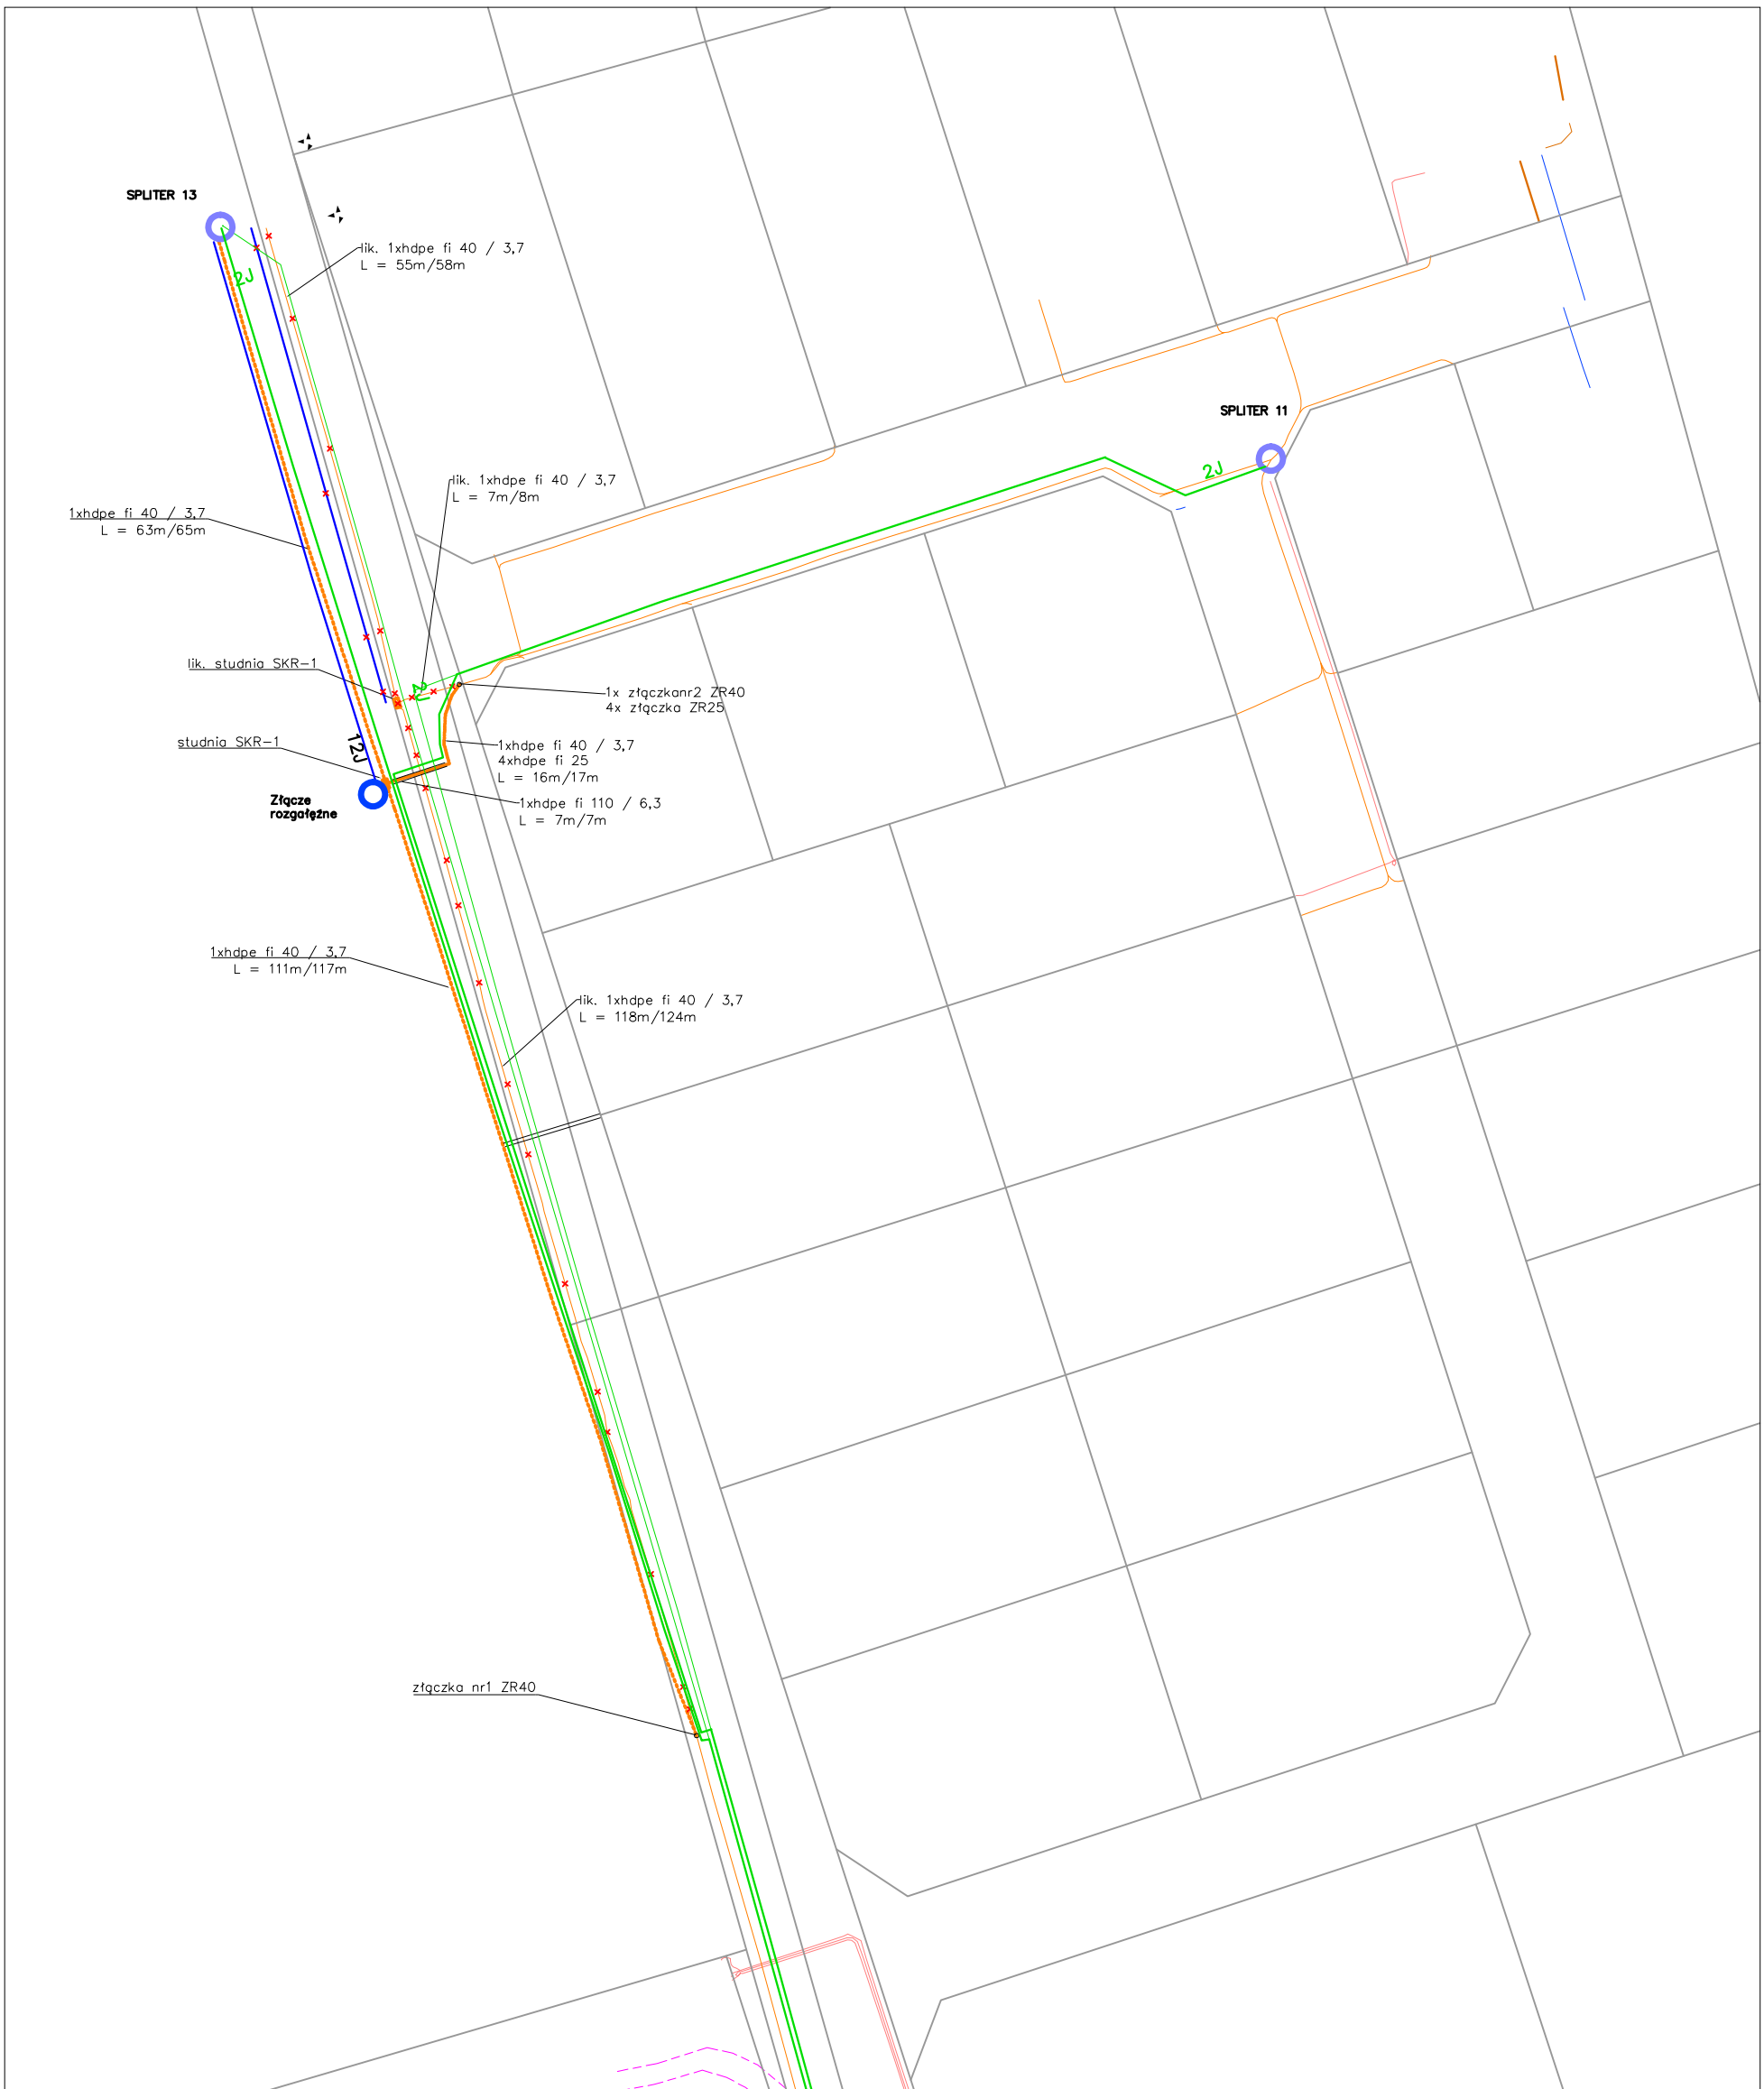 SPLITER 13
lik. 1xhdpe fi 40 / 3,7
L = 55m/58m
2J
SPLITER 11
2J
lik. 1xhdpe fi 40 / 3,7
L = 7m/8m
1xhdpe fi 40 / 3,7
L = 63m/65m
lik. studnia SKR-1
2J
1x złączkanr2 ZR40
4x złączka ZR25
studnia SKR-1
12J
1xhdpe fi 40 / 3,7
4xhdpe fi 25
L = 16m/17m
Złącze
rozgałęźne
1xhdpe fi 110 / 6,3
L = 7m/7m
1xhdpe fi 40 / 3,7
L = 111m/117m
lik. 1xhdpe fi 40 / 3,7
L = 118m/124m
złączka nr1 ZR40